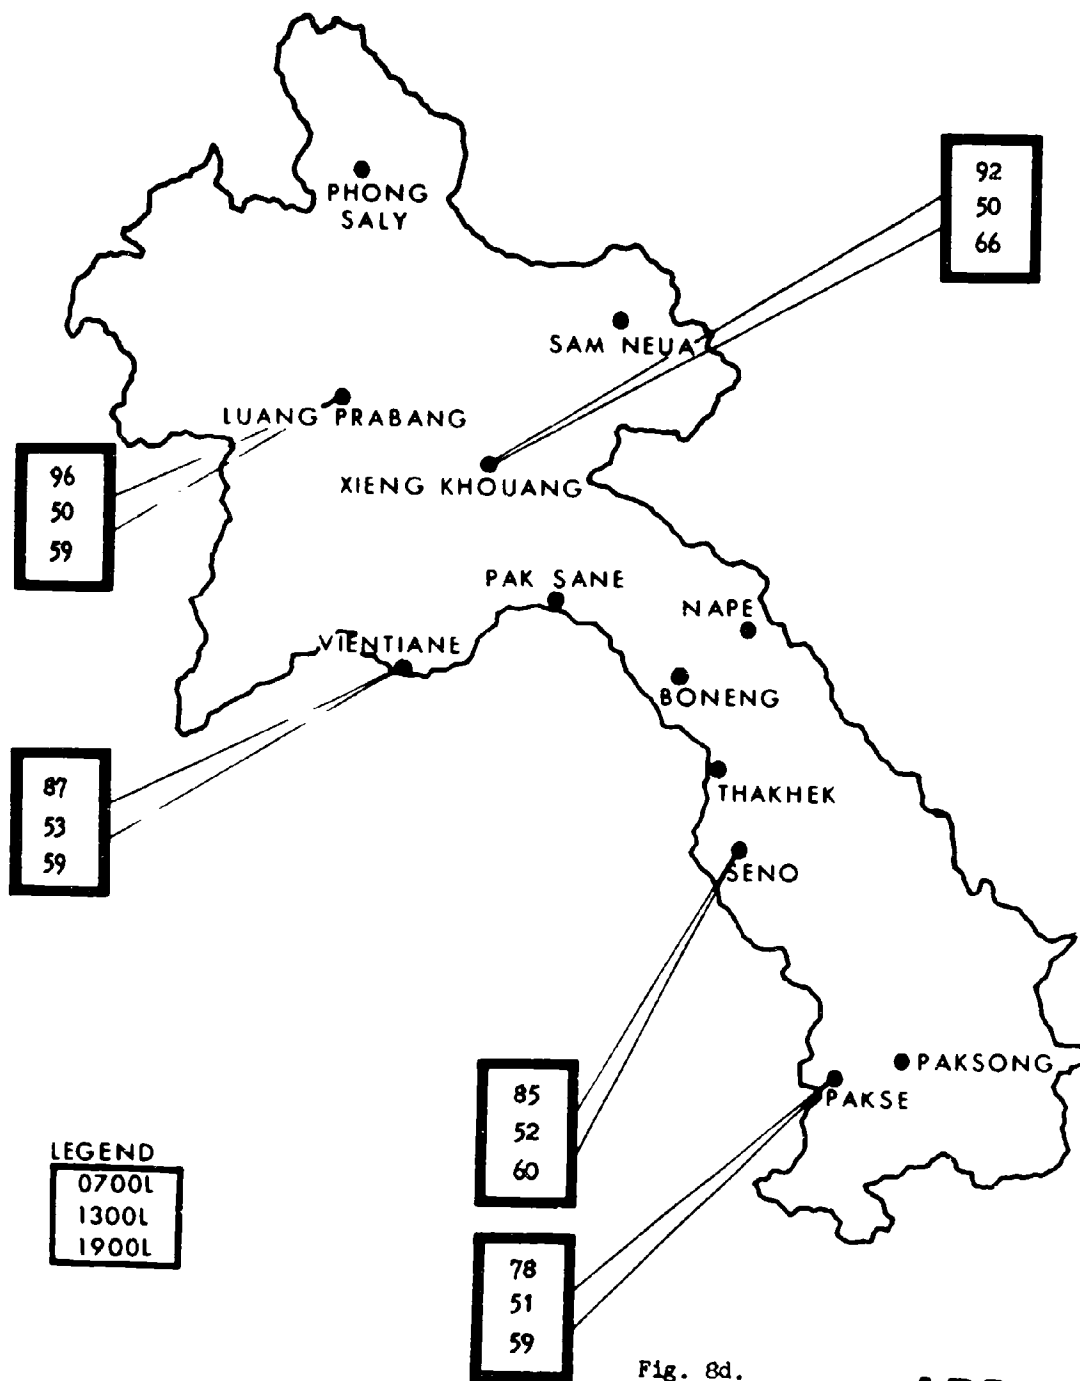 PHONG
SALY
92
50
66
SAM NEUA
LUANG PRABANG
96
50
59
XIENG KHOUANG
PAK SANE
NAPE
VIENTIANE
BONENG
87
53
59
THAKHEK
SENO
85
52
60
PAKSONG
PAKSE
LEGEND
0700L
1300L
1900L
78
51
59
Fig. 8d.